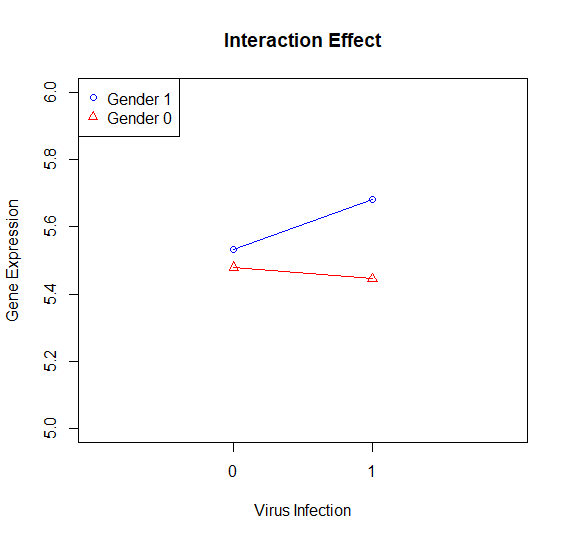 Interaction Effect
Gender 1
Gender 0
6.0
5.8
5.6
5.4
5.2
5.0
Gene Expression
0 1
Virus Infection